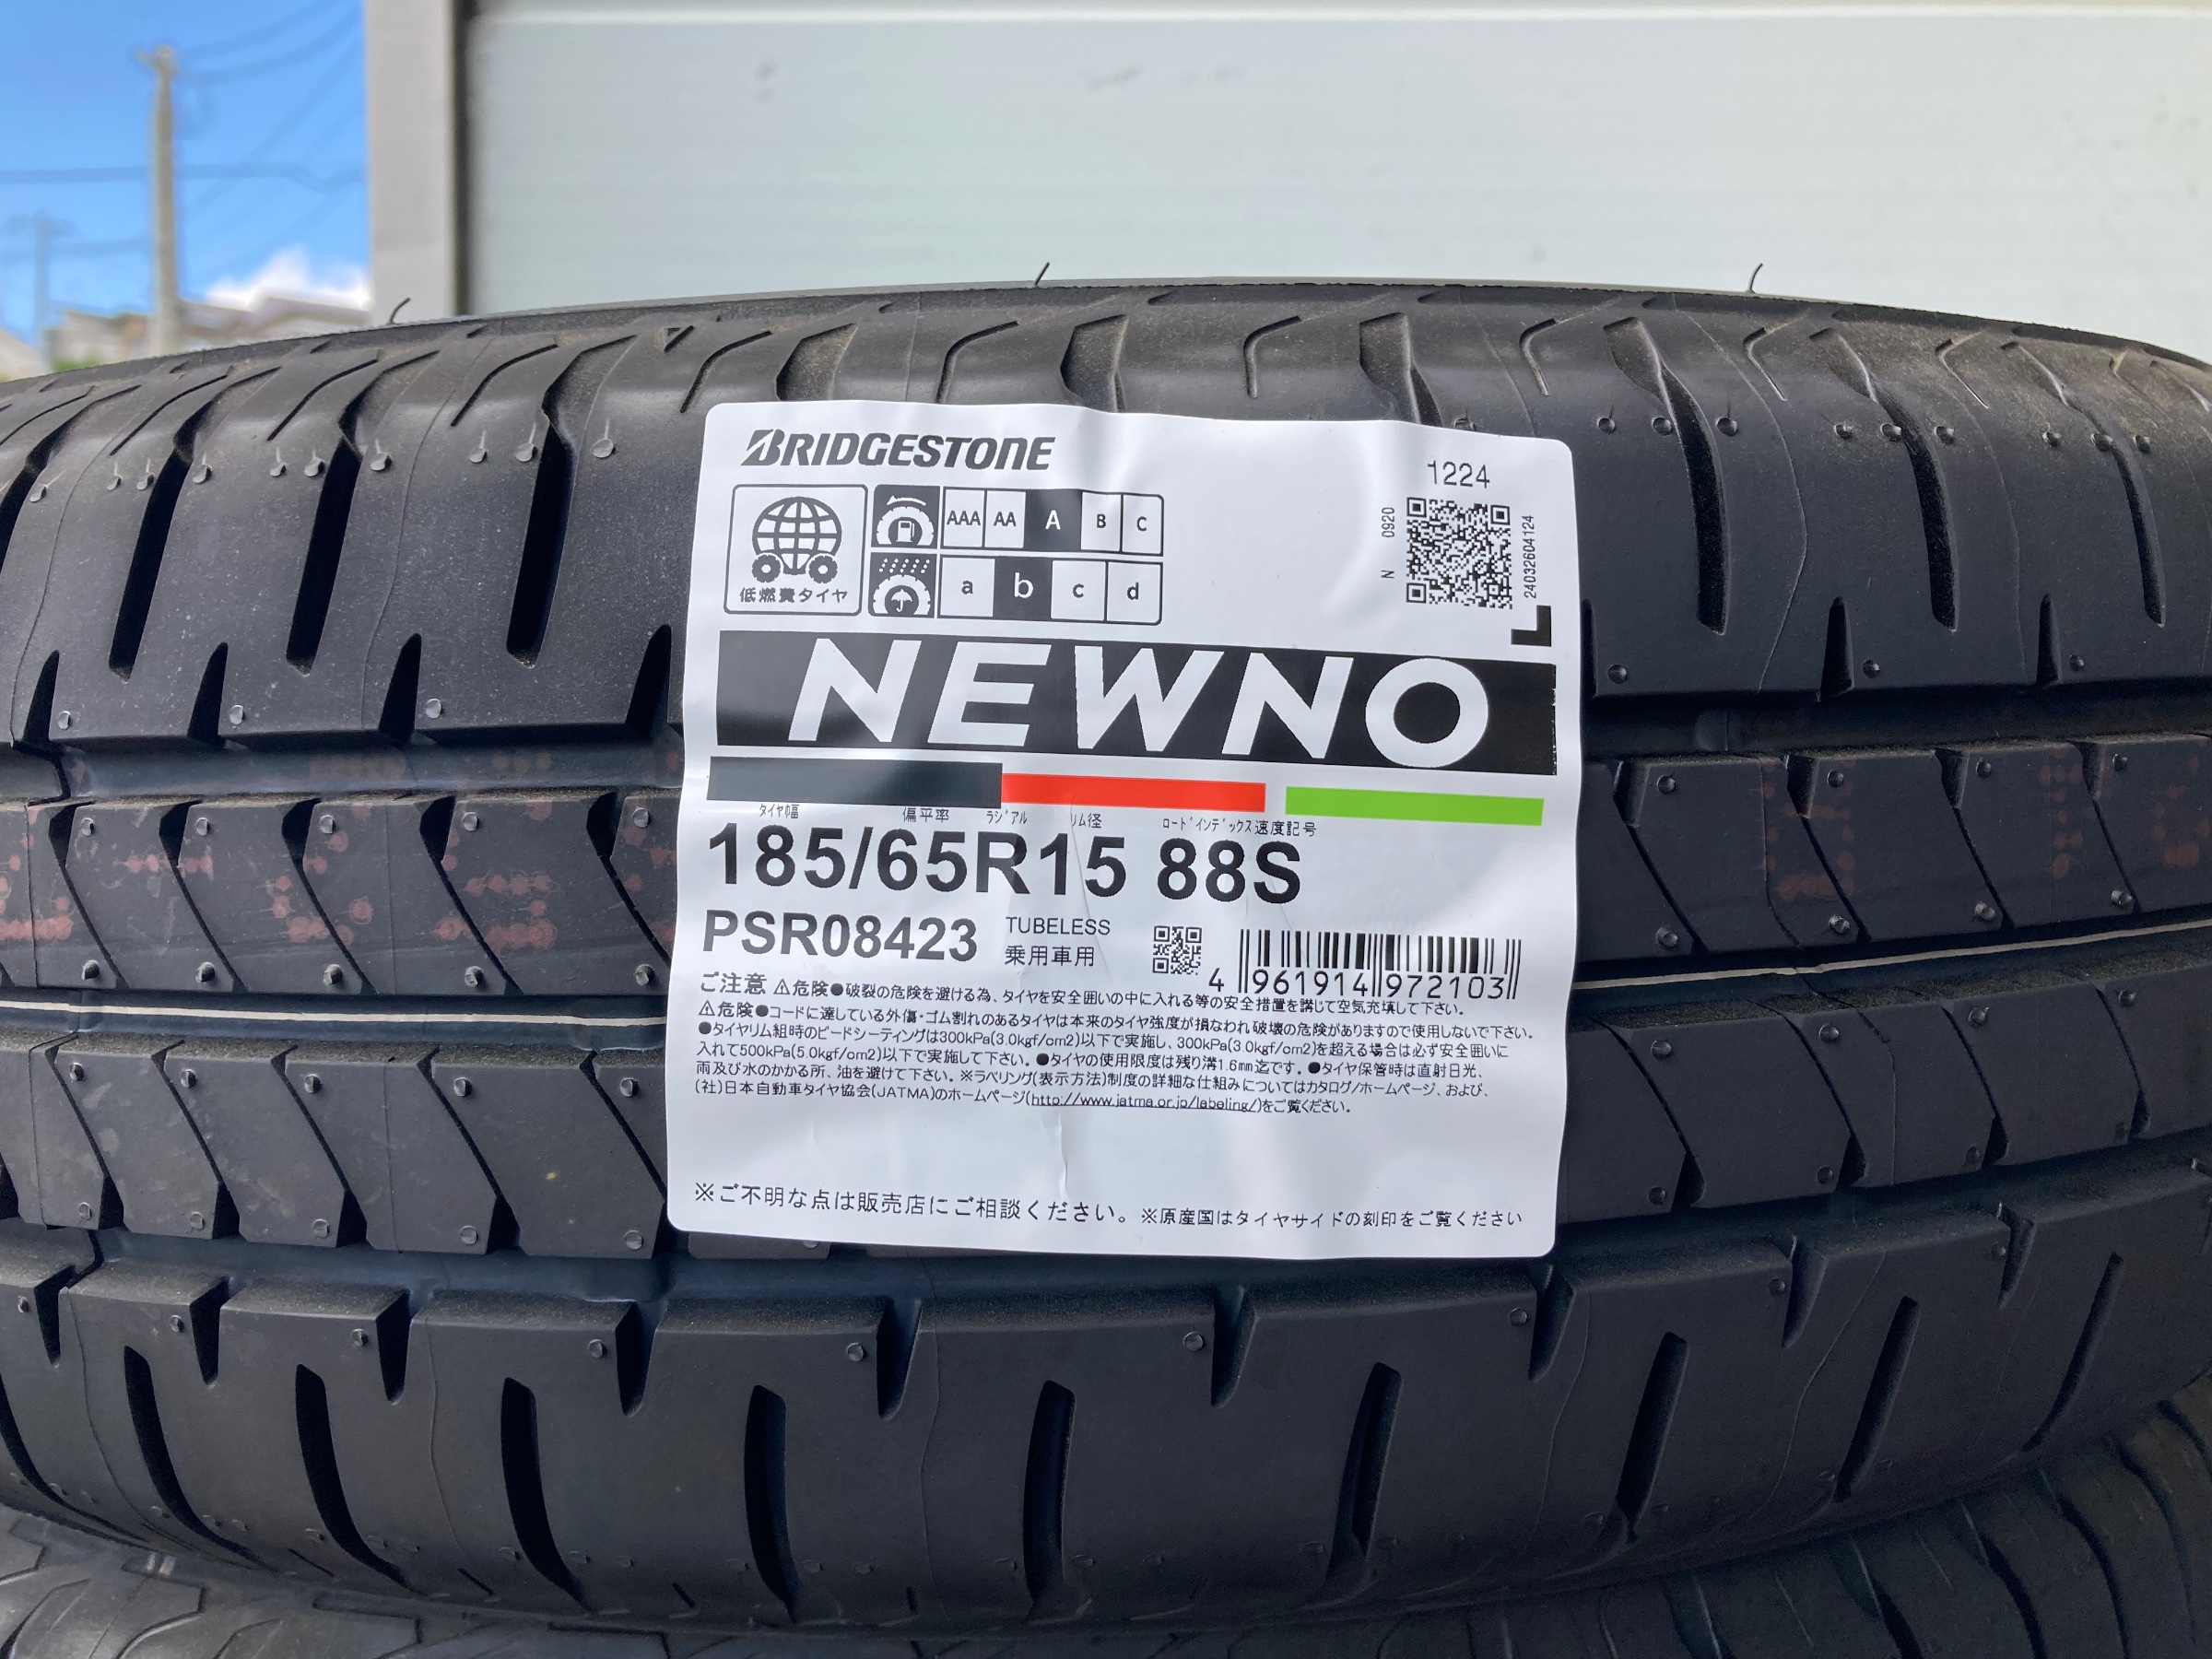 BRIDGESTONE
1224
AAA AA A B C
N 0920
24032604124
a b c d
低燃費タイヤ
L
NEWNO
タイヤ幅 偏平率 ラジアル リム径 ロードインデックス 速度記号
185/65R15 88S
PSR08423 TUBELESS
乗用車用
4 961914 972103
ご注意 ⚠危険●破裂の危険を避ける為、タイヤを安全囲いの中に入れる等の安全措置を講じて空気充填して下さい。
⚠危険●コードに達している外傷・ゴム割れのあるタイヤは本来のタイヤ強度が損なわれ破壊の危険がありますので使用しないで下さい。
●タイヤリム組時のビードシーティングは300kPa(3.0kgf/cm2)以下で実施し、300kPa(3.0kgf/cm2)を超える場合は必ず安全囲いに
入れて500kPa(5.0kgf/cm2)以下で実施して下さい。●タイヤの使用限度は残り溝1.6mm迄です。●タイヤ保管時は直射日光、
雨及び水のかかる所、油を避けて下さい。※ラベリング(表示方法)制度の詳細な仕組みについてはカタログ/ホームページ、および、
(社)日本自動車タイヤ協会(JATMA)のホームページ(http://www.jatma.or.jp/labeling/)をご覧ください。
※ご不明な点は販売店にご相談ください。※原産国はタイヤサイドの刻印をご覧ください